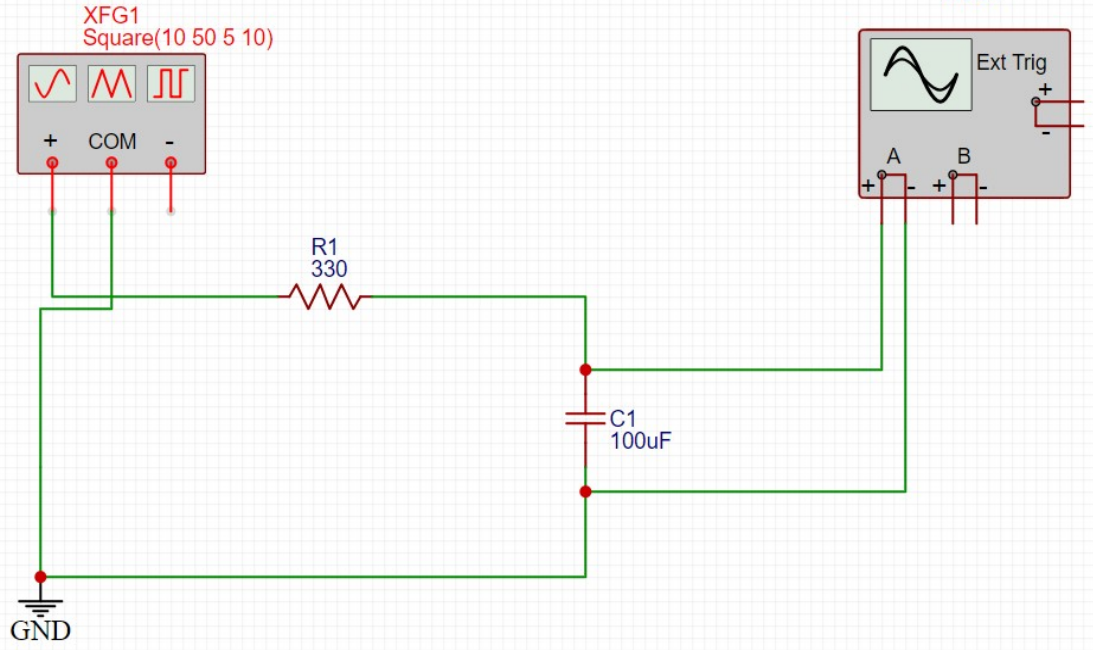 XFG1
Square(10 50 5 10)
+ COM -
R1
330
C1
100uF
GND
Ext Trig
+
-
A B
+ - + -